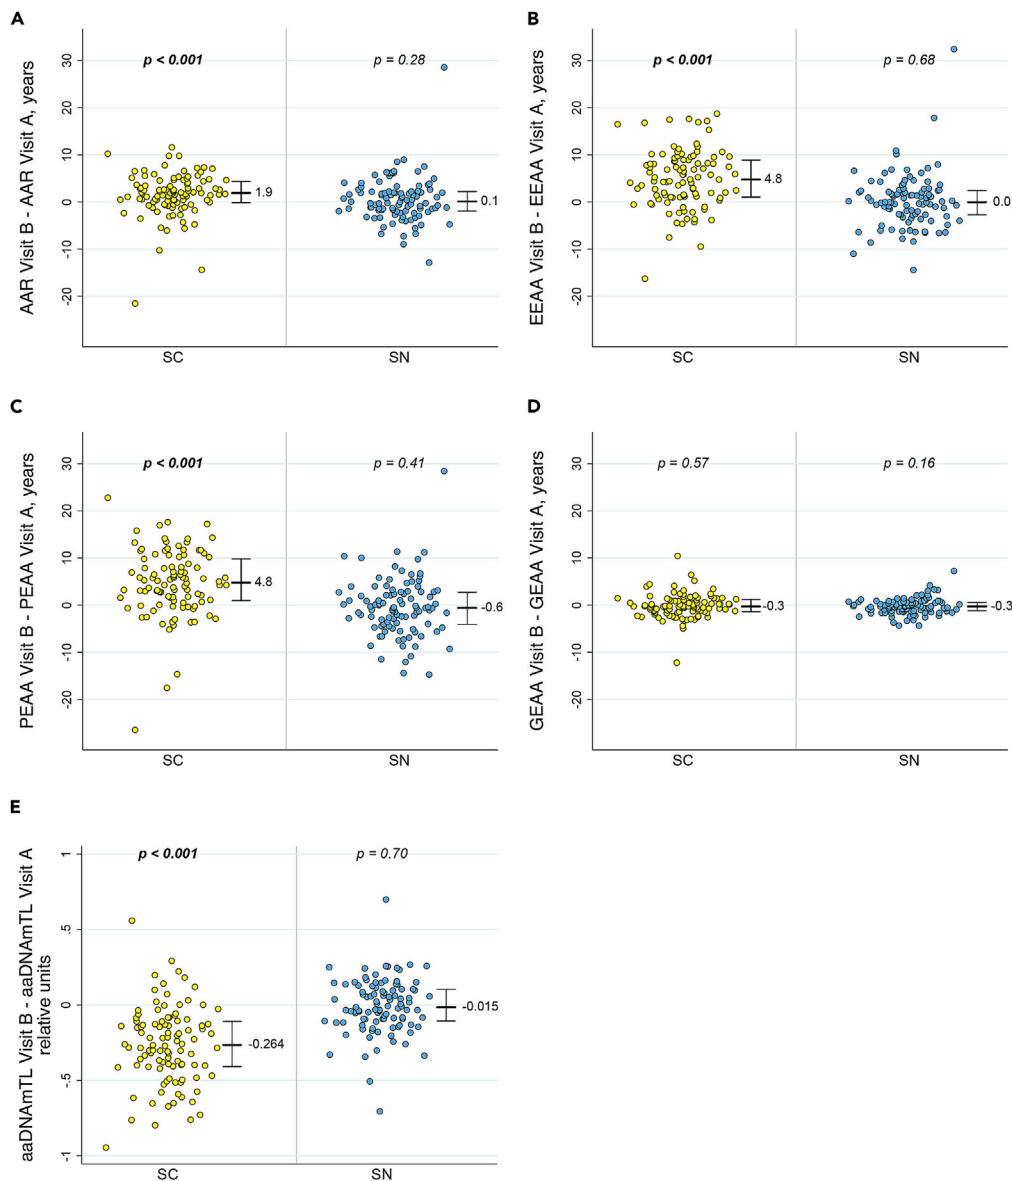 A
AAR Visit B - AAR Visit A, years
30
20
10
0
-10
-20
p < 0.001
p = 0.28
1.9
0.1
SC
SN
B
EEAA Visit B - EEAA Visit A, years
30
20
10
0
-10
-20
p < 0.001
p = 0.68
4.8
0.0
SC
SN
C
PEAA Visit B - PEAA Visit A, years
30
20
10
0
-10
-20
p < 0.001
p = 0.41
4.8
-0.6
SC
SN
D
GEAA Visit B - GEAA Visit A, years
30
20
10
0
-10
-20
p = 0.57
p = 0.16
-0.3
-0.3
SC
SN
E
aaDNAmTL Visit B - aaDNAmTL Visit A
relative units
1
.5
0
-.5
-1
p < 0.001
p = 0.70
-0.264
-0.015
SC
SN